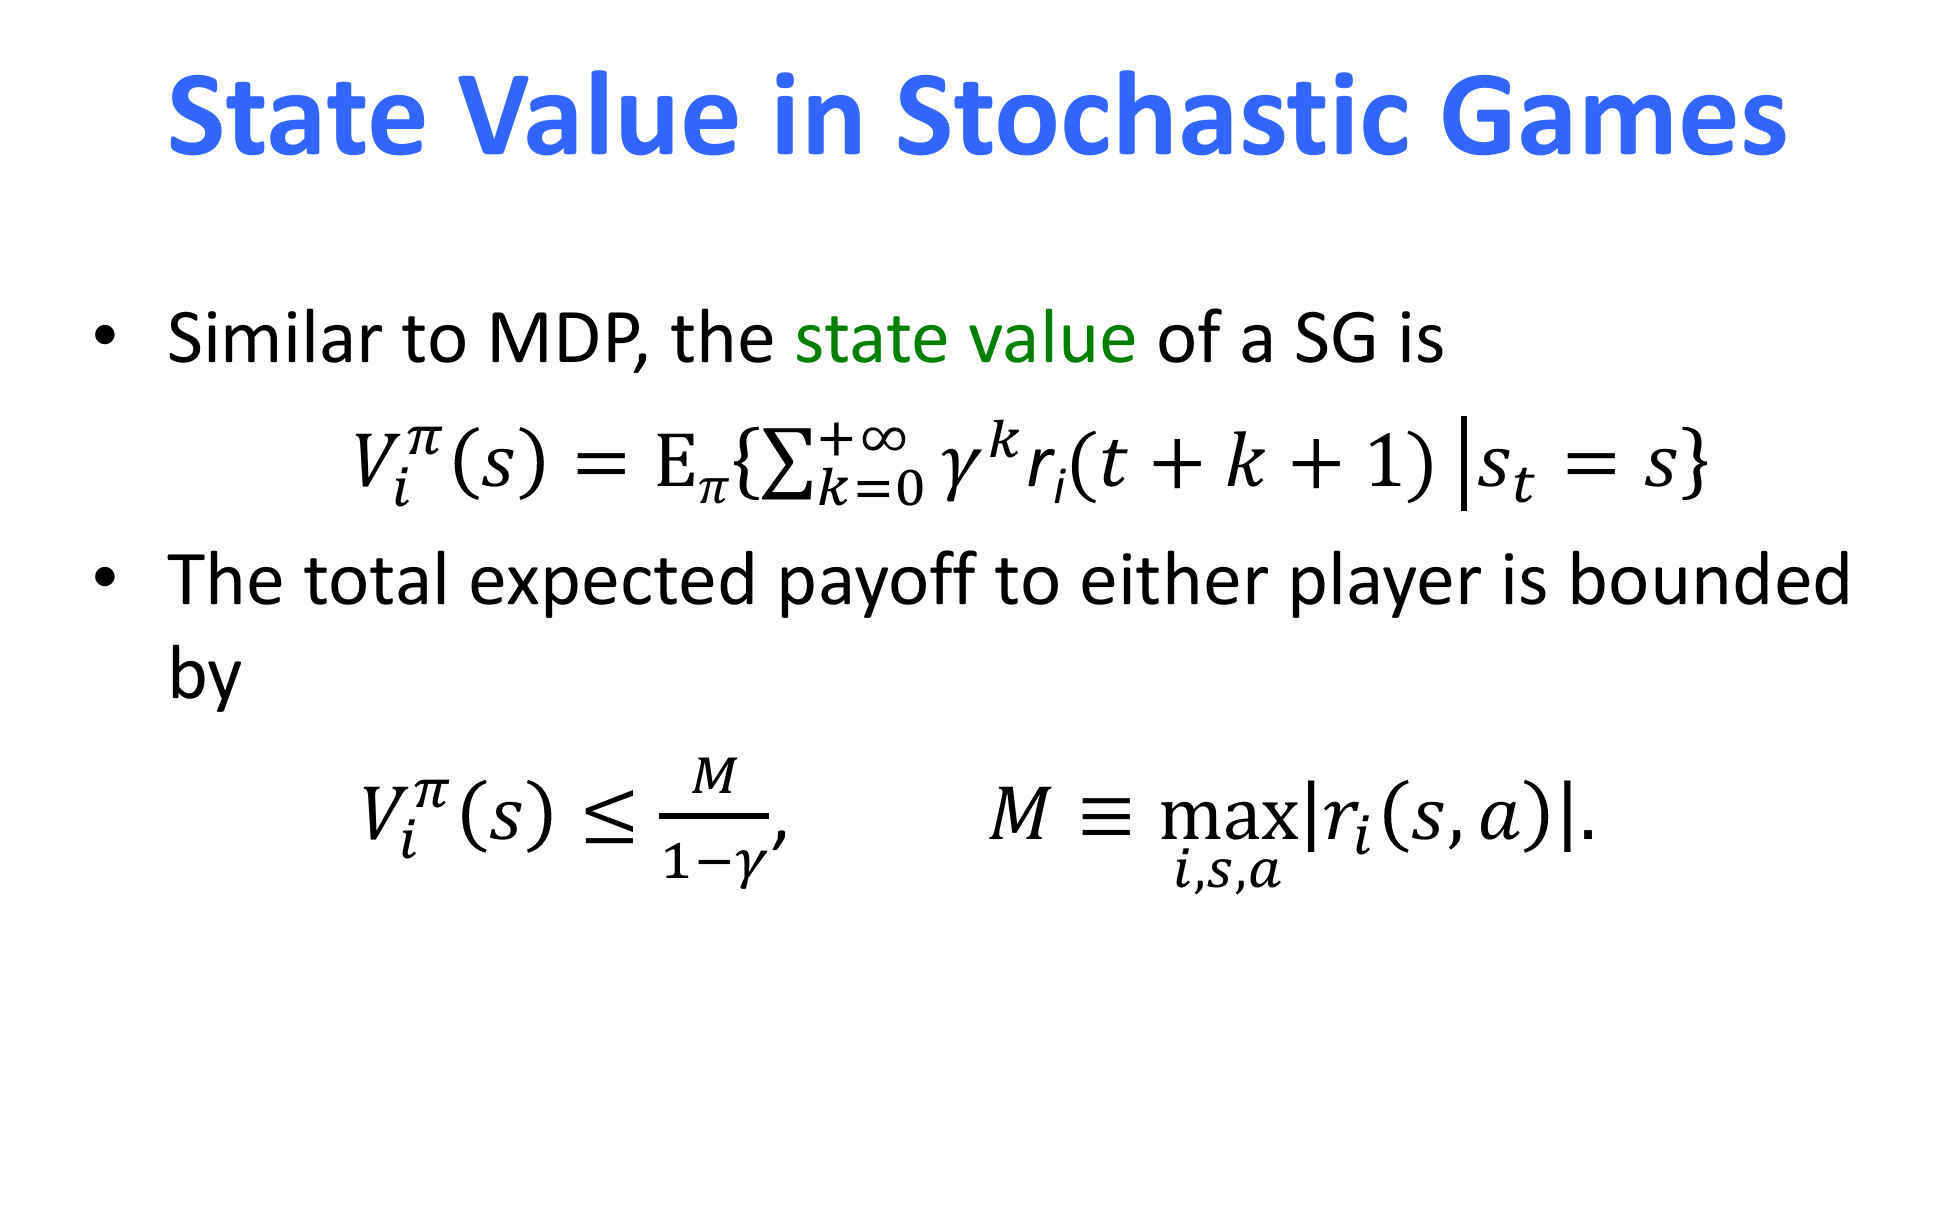 State Value in Stochastic Games
• Similar to MDP, the state value of a SG is
$V_i^{\pi}(s) = \mathrm{E}_{\pi}\{\sum_{k=0}^{+\infty} \gamma^k r_i(t + k + 1) \,|\, s_t = s\}$
• The total expected payoff to either player is bounded
by
$V_i^{\pi}(s) \leq \frac{M}{1-\gamma}, \qquad M \equiv \max_{i,s,a} |r_i(s, a)|.$